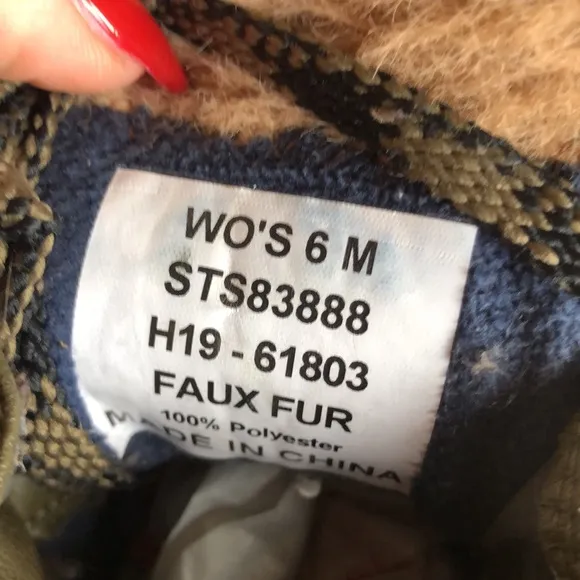 WO'S 6 M
STS83888
H19 - 61803
FAUX FUR
100% Polyester
MADE IN CHINA